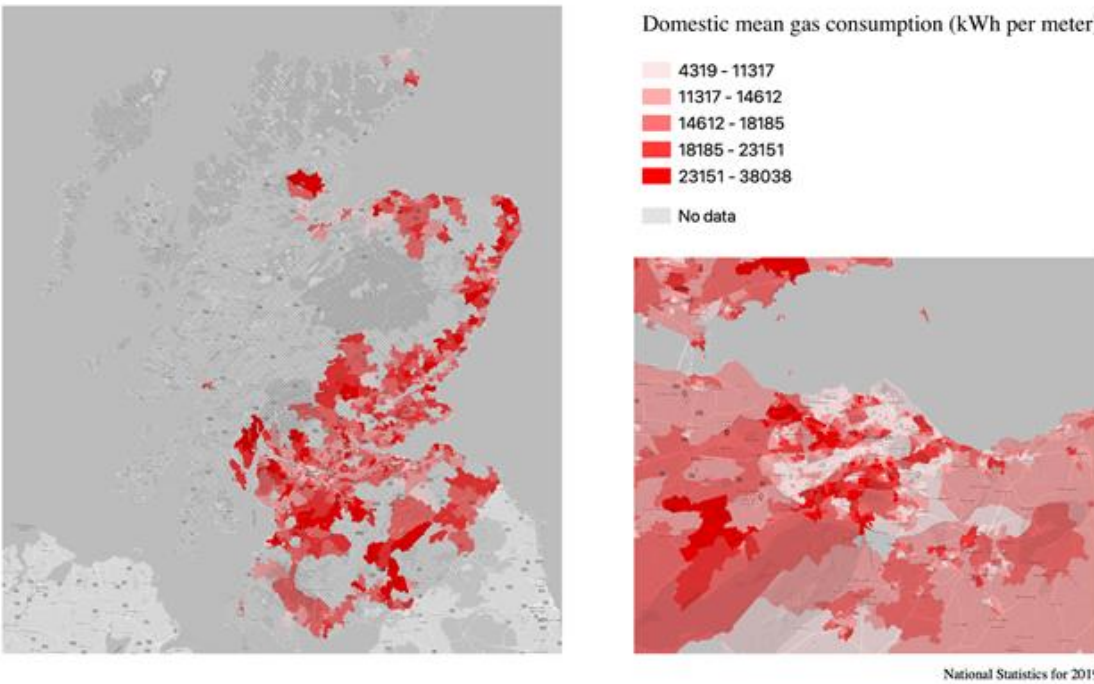 Domestic mean gas consumption (kWh per meter)
4319 - 11317
11317 - 14612
14612 - 18185
18185 - 23151
23151 - 38038
No data
National Statistics for 2019